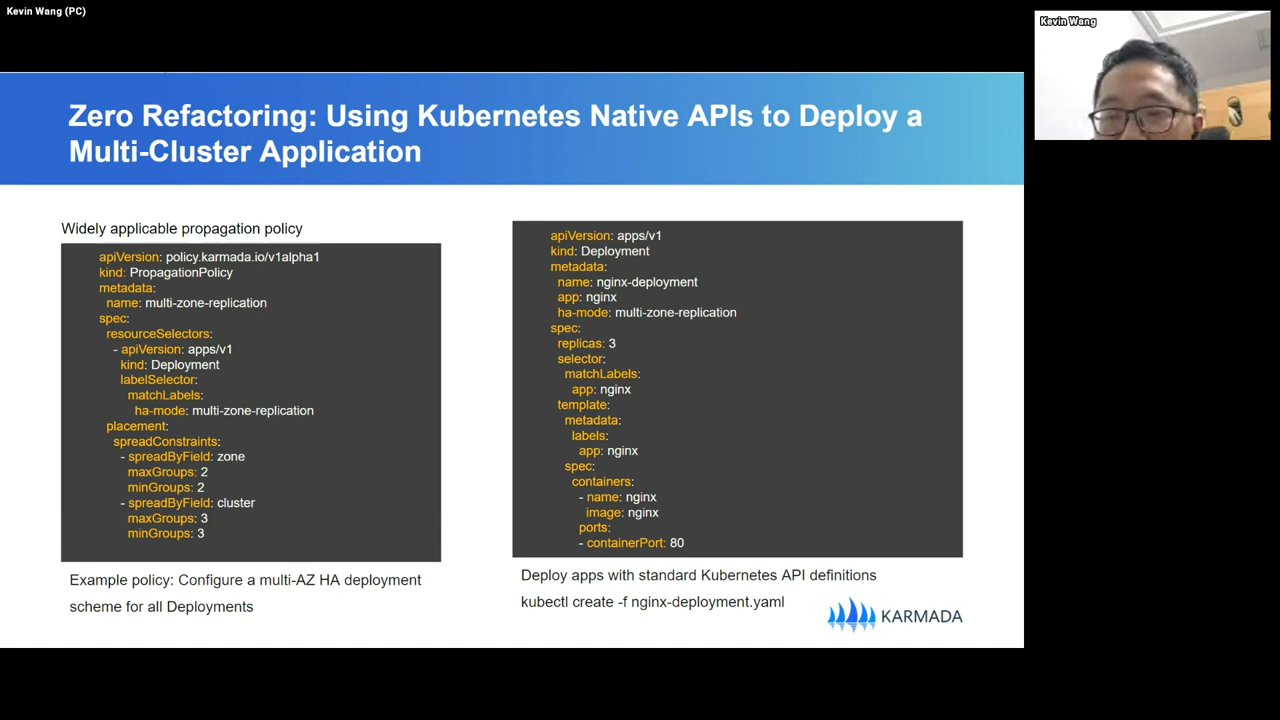 Kevin Wang (PC)
Kevin Wang
Zero Refactoring: Using Kubernetes Native APIs to Deploy a
Multi-Cluster Application
Widely applicable propagation policy
apiVersion: policy.karmada.io/v1alpha1
kind: PropagationPolicy
metadata:
name: multi-zone-replication
spec:
resourceSelectors:
- apiVersion: apps/v1
kind: Deployment
labelSelector:
matchLabels:
ha-mode: multi-zone-replication
placement:
spreadConstraints:
- spreadByField: zone
maxGroups: 2
minGroups: 2
- spreadByField: cluster
maxGroups: 3
minGroups: 3
Example policy: Configure a multi-AZ HA deployment
scheme for all Deployments
apiVersion: apps/v1
kind: Deployment
metadata:
name: nginx-deployment
app: nginx
ha-mode: multi-zone-replication
spec:
replicas: 3
selector:
matchLabels:
app: nginx
template:
metadata:
labels:
app: nginx
spec:
containers:
- name: nginx
image: nginx
ports:
- containerPort: 80
Deploy apps with standard Kubernetes API definitions
kubectl create -f nginx-deployment.yaml
KARMADA